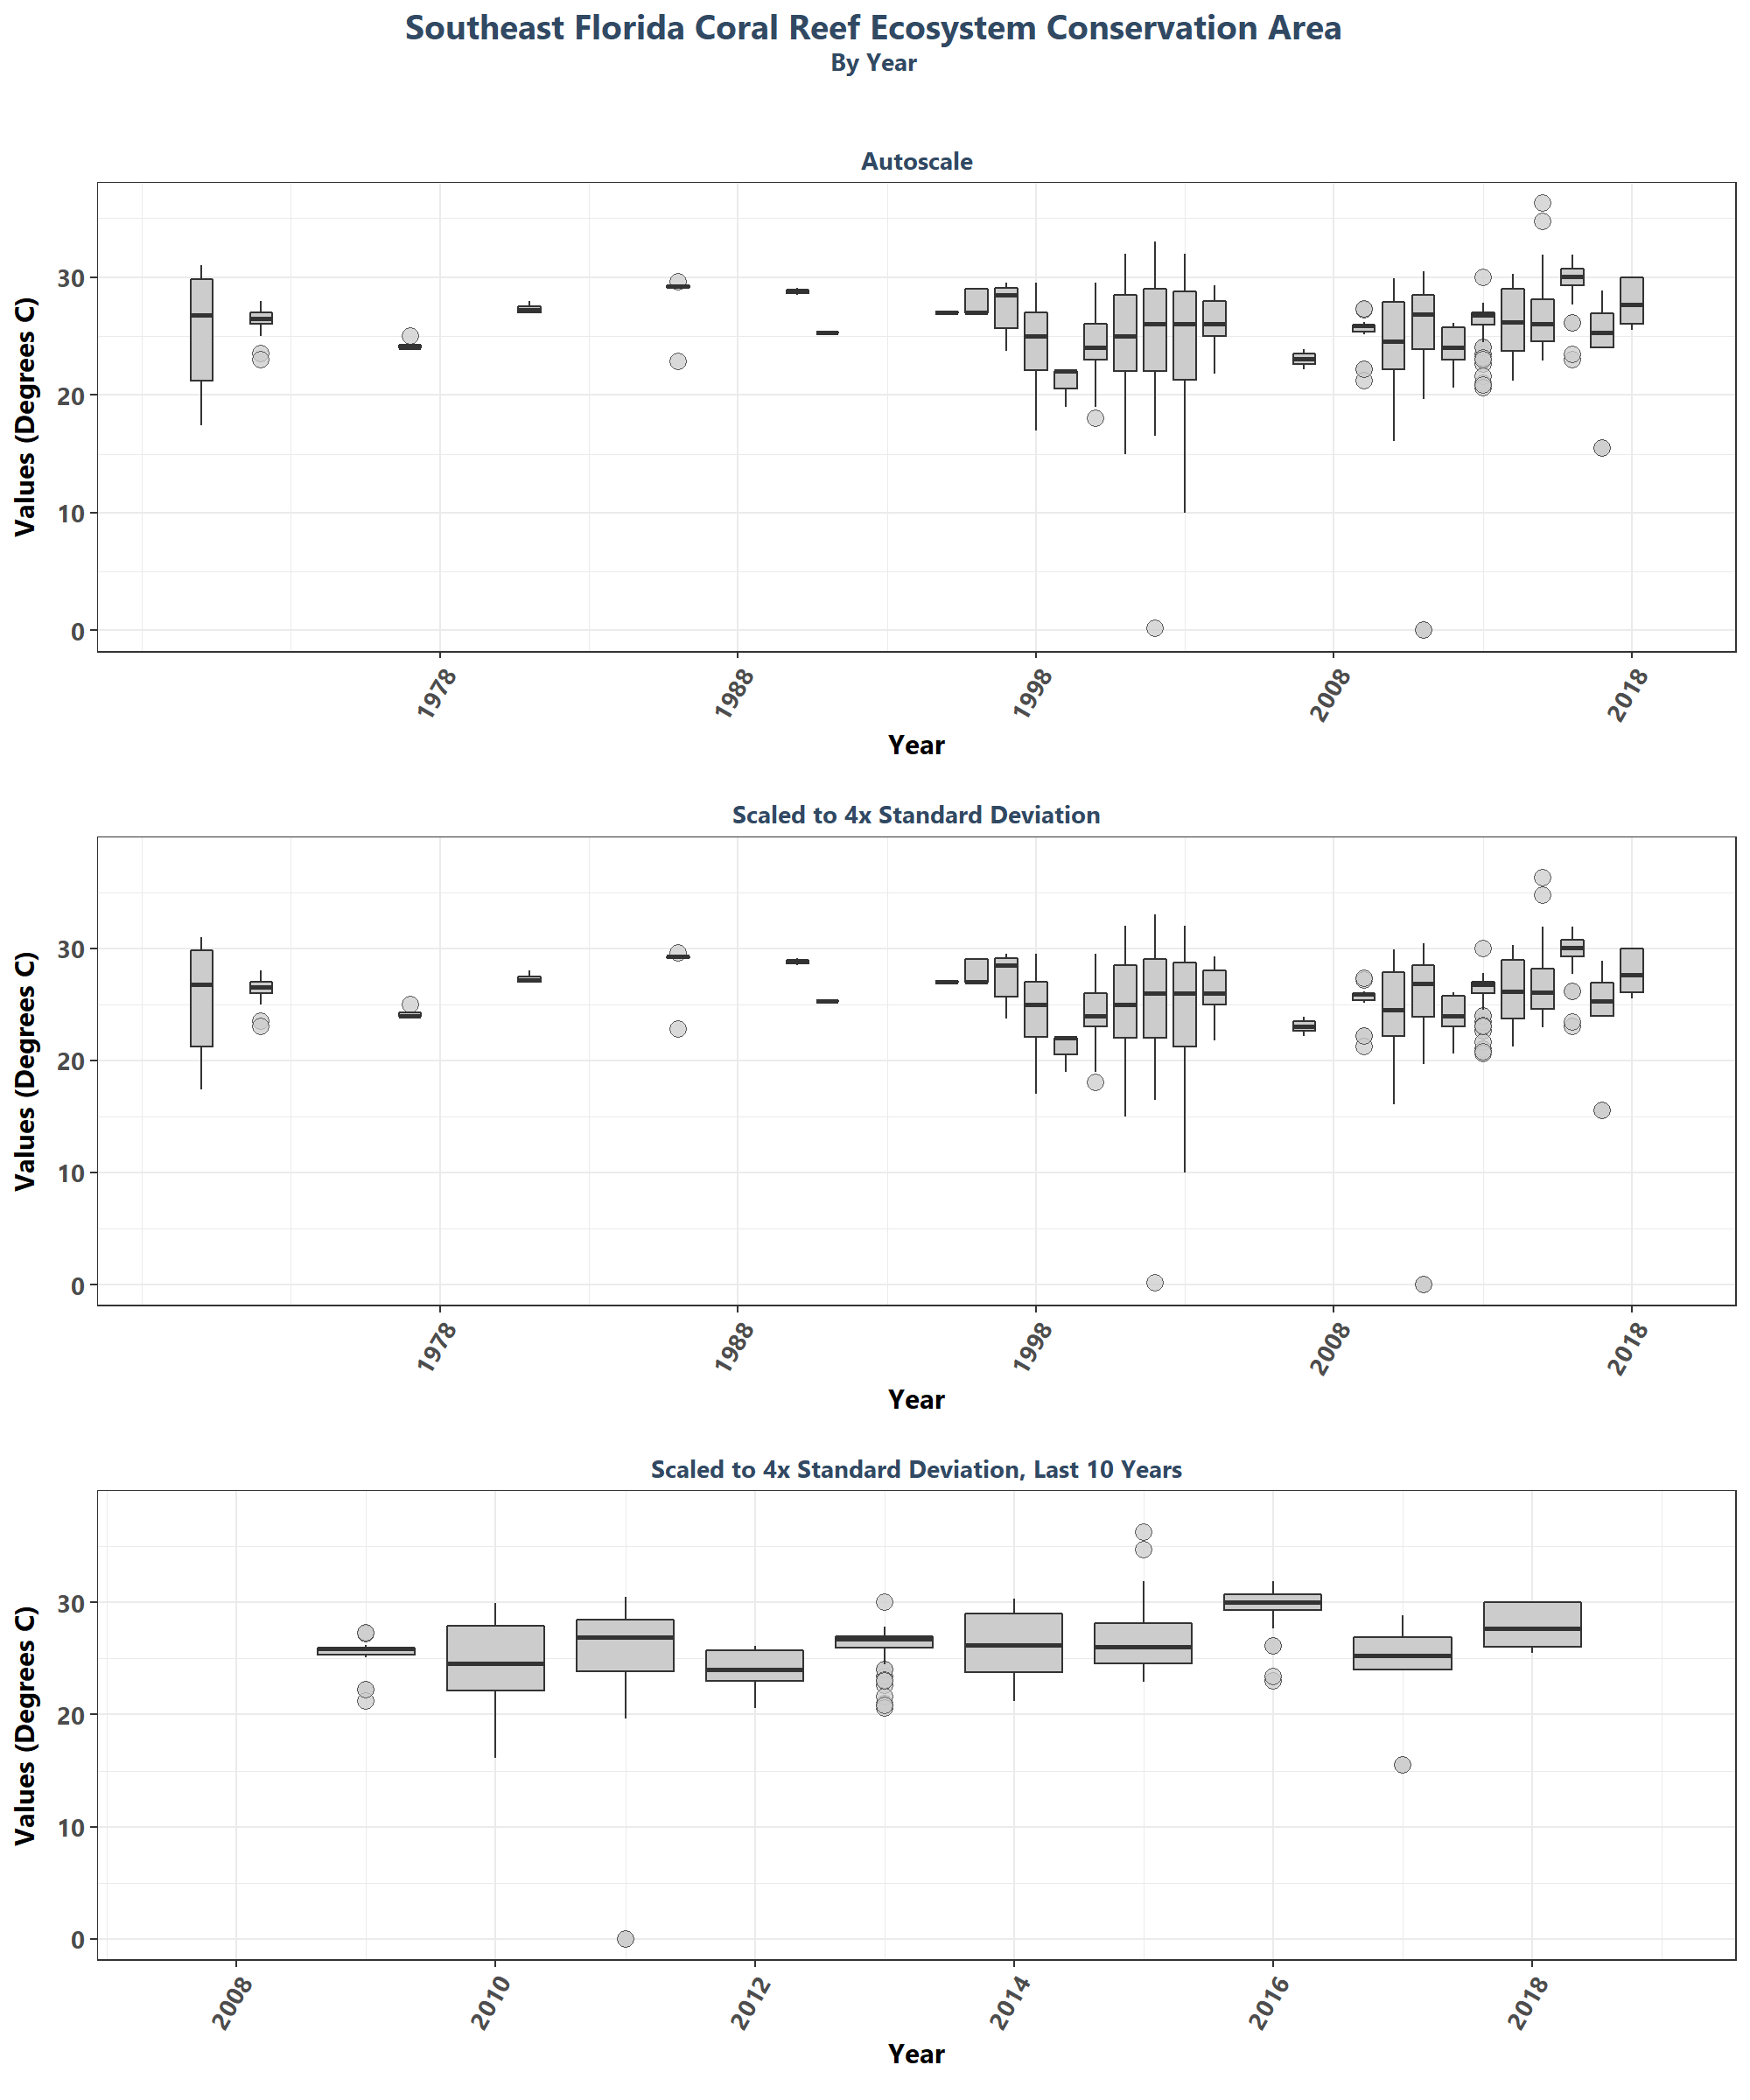 Southeast Florida Coral Reef Ecosystem Conservation Area
By Year
Autoscale
Values (Degrees C)
30
20
10
0
1978
1988
1998
2008
2018
Year
Scaled to 4x Standard Deviation
Values (Degrees C)
30
20
10
0
1978
1988
1998
2008
2018
Year
Scaled to 4x Standard Deviation, Last 10 Years
Values (Degrees C)
30
20
10
0
2008
2010
2012
2014
2016
2018
Year